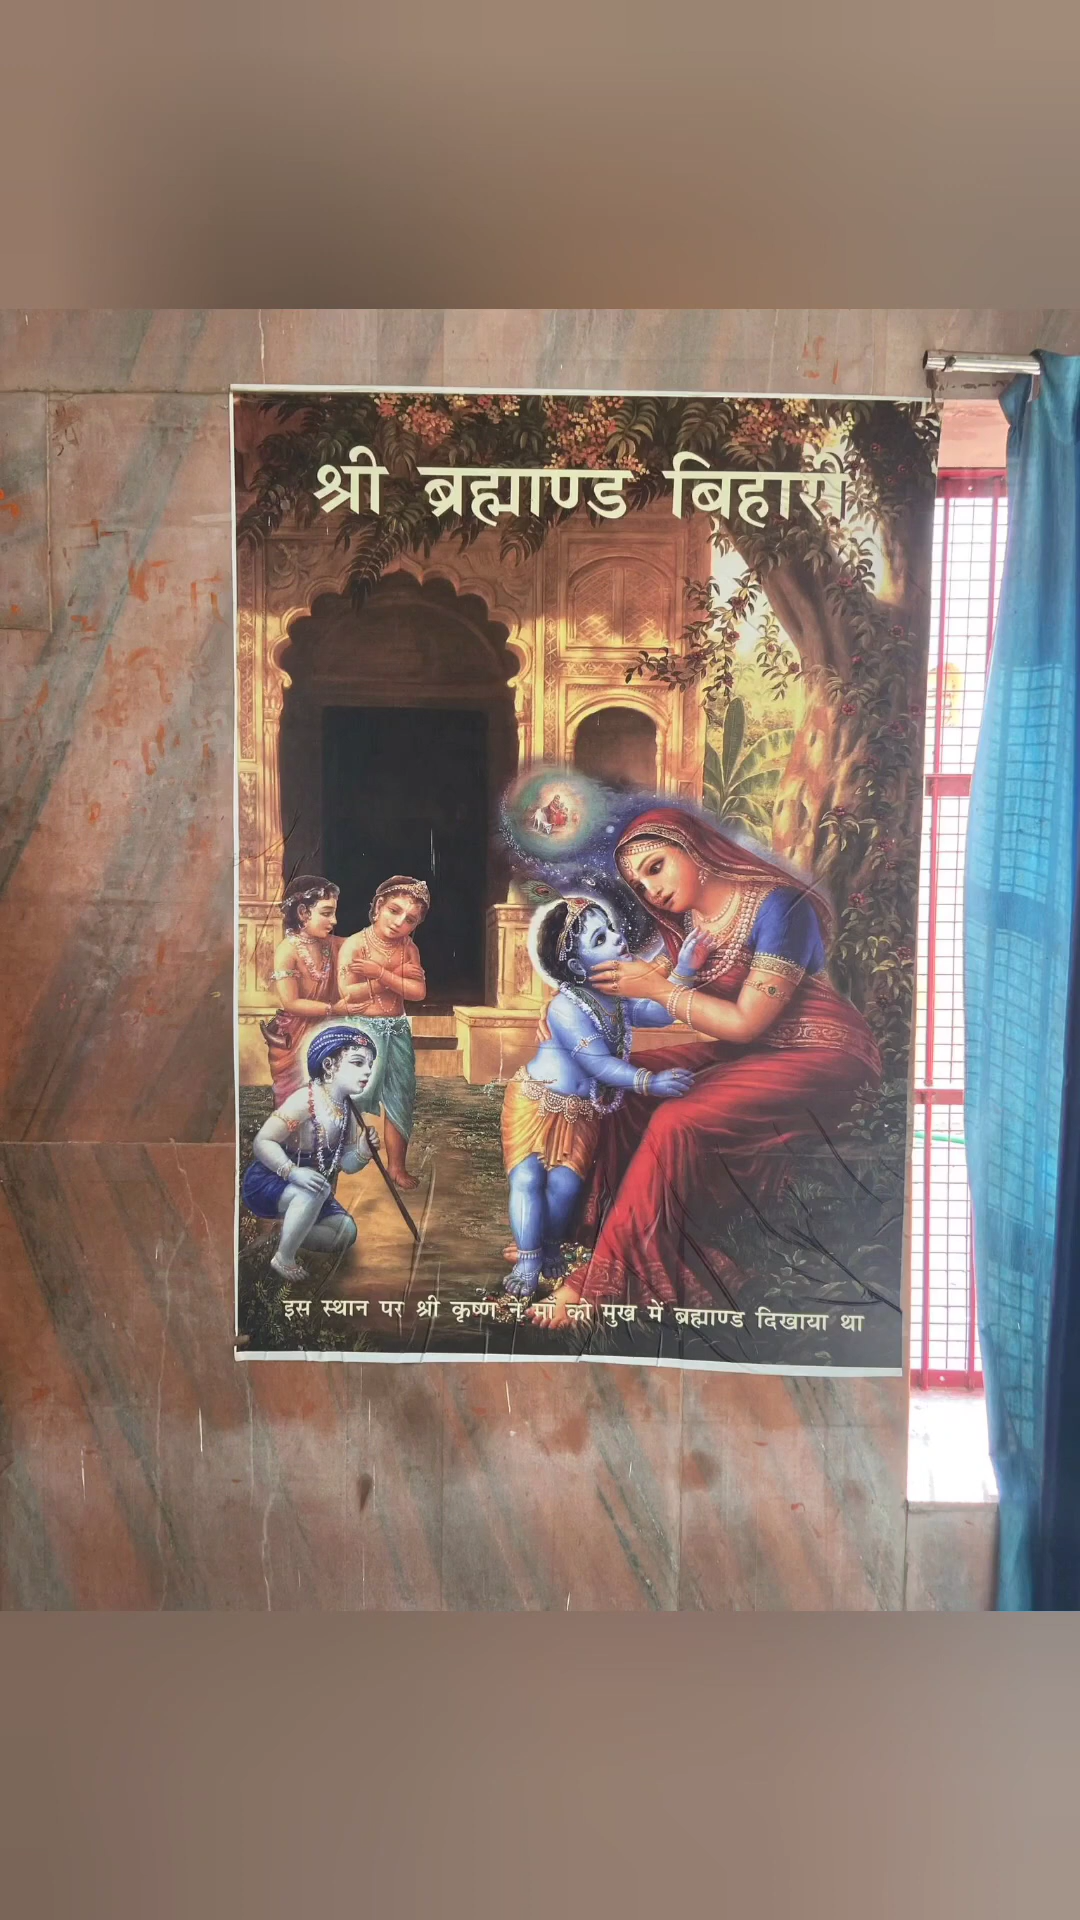 श्री ब्रह्माण्ड बिहारी
इस स्थान पर श्री कृष्ण ने माँ को मुख में ब्रह्माण्ड दिखाया था